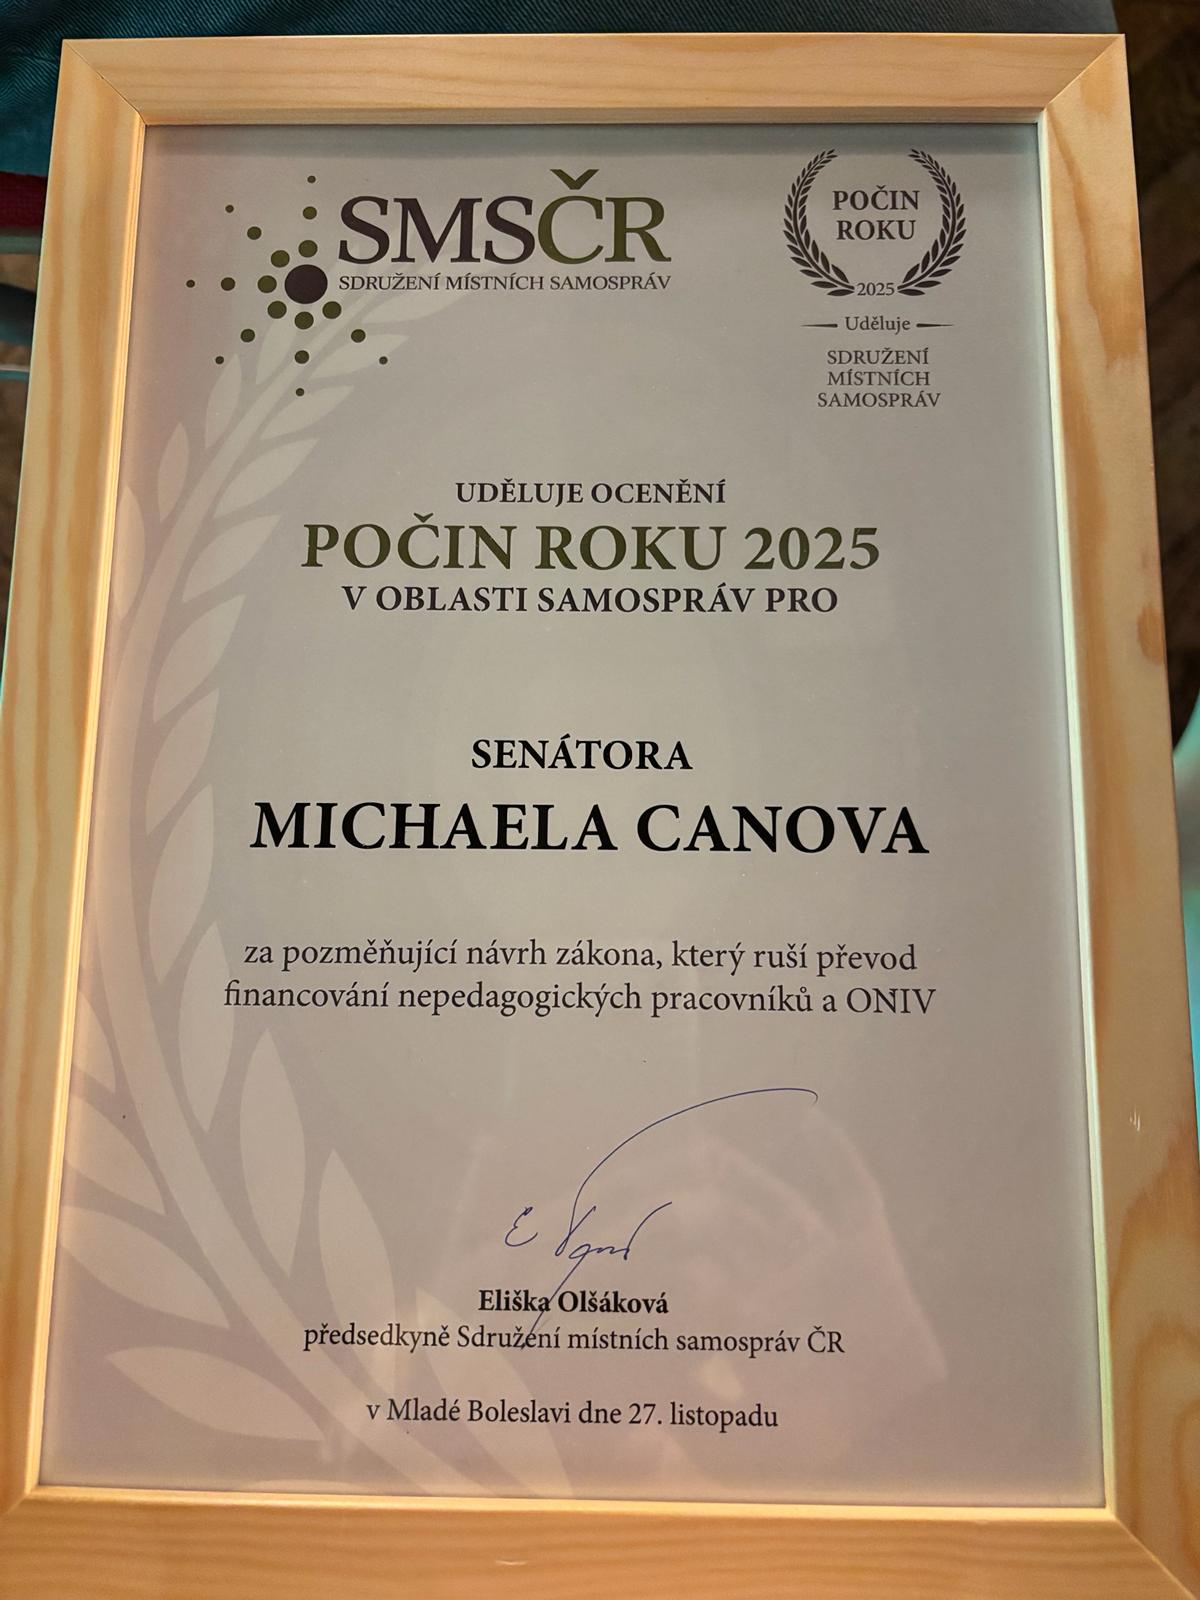 SMSČR
SDRUŽENÍ MÍSTNÍCH SAMOSPRÁV
POČIN
ROKU
2025
Uděluje
SDRUŽENÍ
MÍSTNÍCH
SAMOSPRÁV
UDĚLUJE OCENĚNÍ
POČIN ROKU 2025
V OBLASTI SAMOSPRÁV PRO
SENÁTORA
MICHAELA CANOVA
za pozměňující návrh zákona, který ruší převod
financování nepedagogických pracovníků a ONIV
Eliška Olšáková
předsedkyně Sdružení místních samospráv ČR
v Mladé Boleslavi dne 27. listopadu